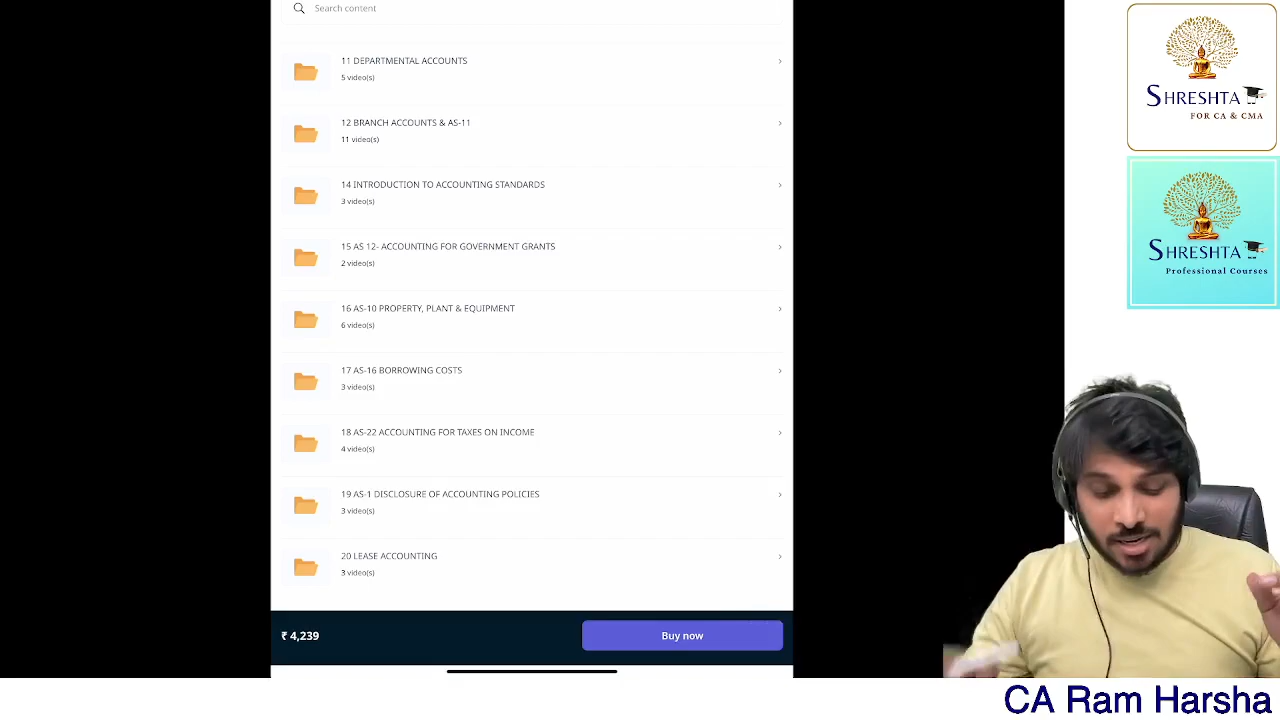 Search content
11 DEPARTMENTAL ACCOUNTS
5 video(s)
12 BRANCH ACCOUNTS & AS-11
11 video(s)
14 INTRODUCTION TO ACCOUNTING STANDARDS
3 video(s)
15 AS 12- ACCOUNTING FOR GOVERNMENT GRANTS
2 video(s)
16 AS-10 PROPERTY, PLANT & EQUIPMENT
6 video(s)
17 AS-16 BORROWING COSTS
3 video(s)
18 AS-22 ACCOUNTING FOR TAXES ON INCOME
4 video(s)
19 AS-1 DISCLOSURE OF ACCOUNTING POLICIES
3 video(s)
20 LEASE ACCOUNTING
3 video(s)
₹ 4,239
Buy now
SHRESHTA
FOR CA & CMA
SHRESHTA
Professional Courses
CA Ram Harsha